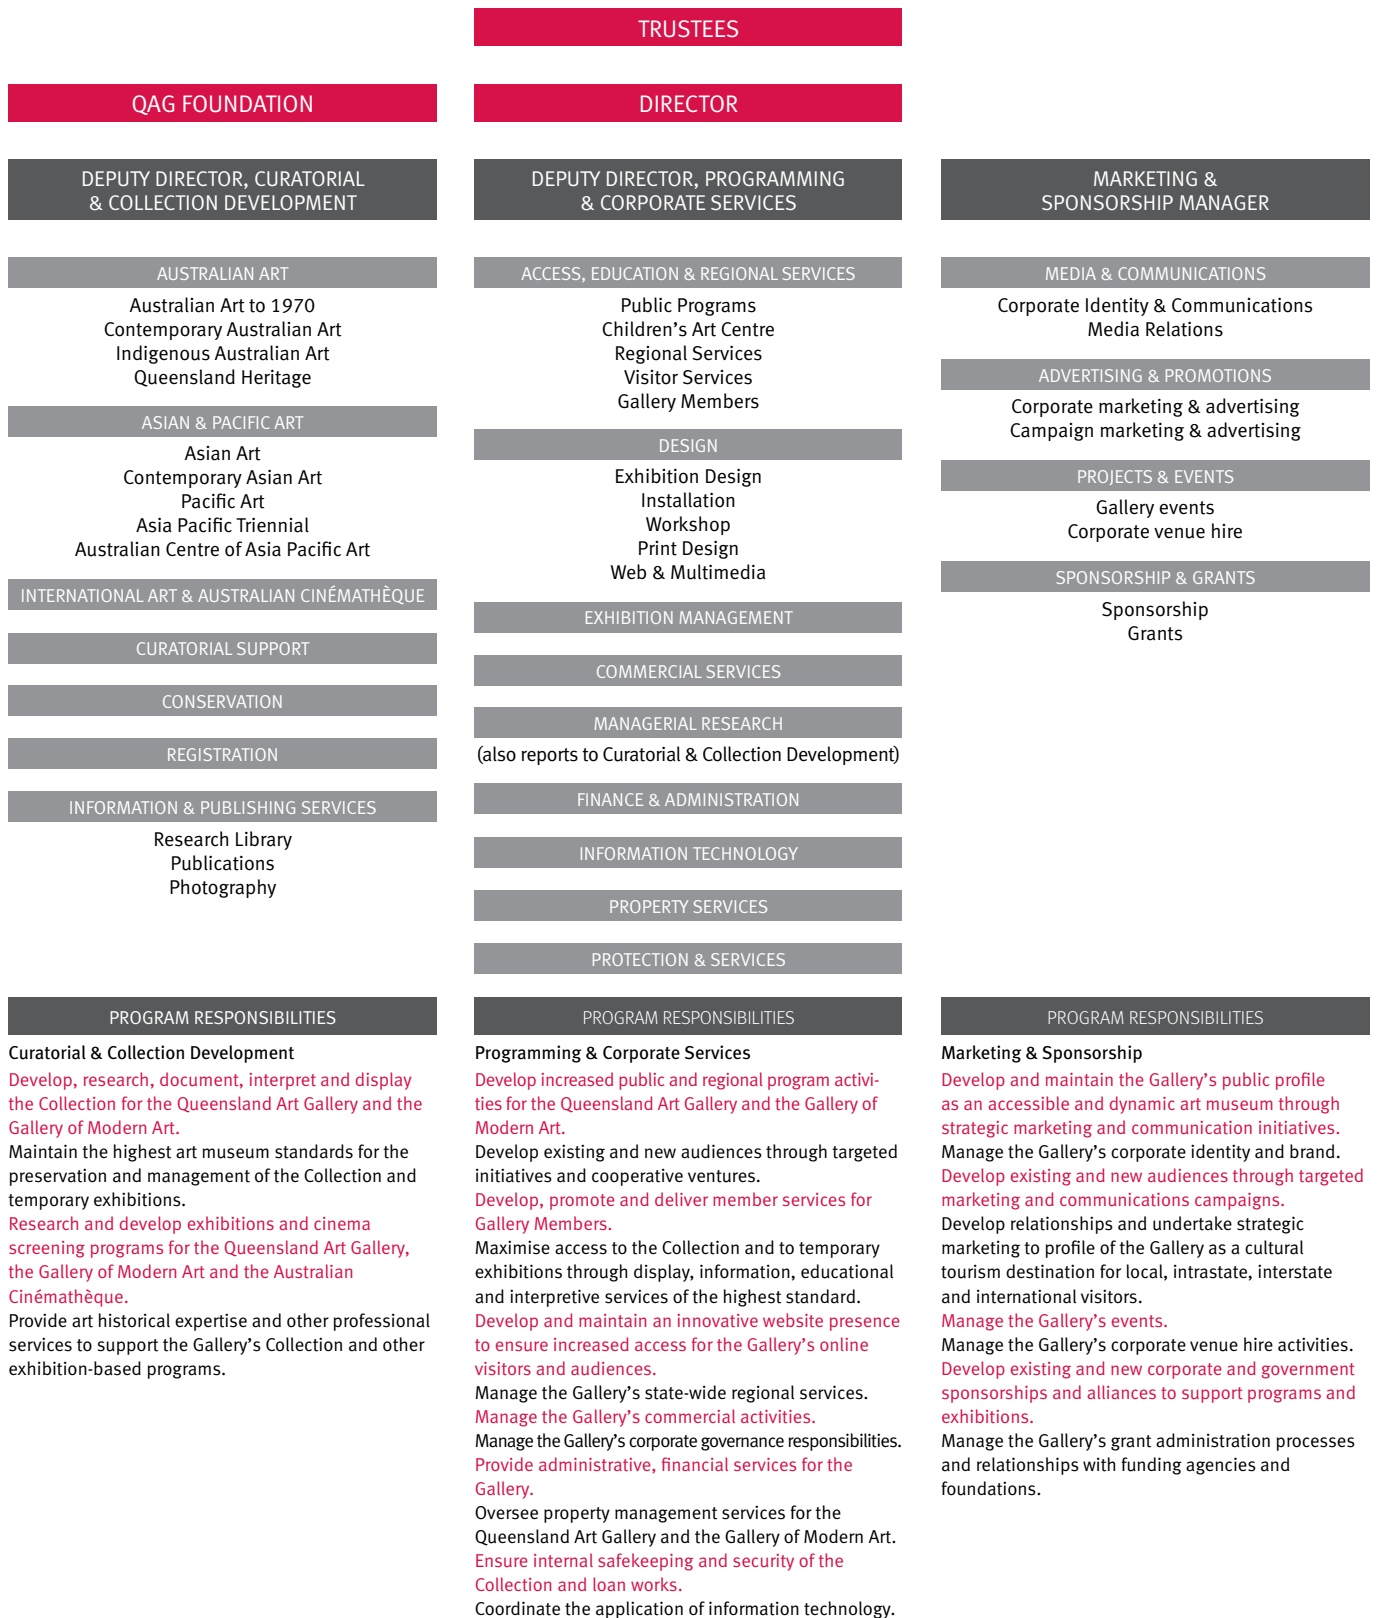 TRUSTEES
QAG FOUNDATION
DIRECTOR
DEPUTY DIRECTOR, CURATORIAL
& COLLECTION DEVELOPMENT
AUSTRALIAN ART
Australian Art to 1970
Contemporary Australian Art
Indigenous Australian Art
Queensland Heritage
ASIAN & PACIFIC ART
Asian Art
Contemporary Asian Art
Pacific Art
Asia Pacific Triennial
Australian Centre of Asia Pacific Art
INTERNATIONAL ART & AUSTRALIAN CINÉMATHÈQUE
CURATORIAL SUPPORT
CONSERVATION
REGISTRATION
INFORMATION & PUBLISHING SERVICES
Research Library
Publications
Photography
DEPUTY DIRECTOR, PROGRAMMING
& CORPORATE SERVICES
ACCESS, EDUCATION & REGIONAL SERVICES
Public Programs
Children’s Art Centre
Regional Services
Visitor Services
Gallery Members
DESIGN
Exhibition Design
Installation
Workshop
Print Design
Web & Multimedia
EXHIBITION MANAGEMENT
COMMERCIAL SERVICES
MANAGERIAL RESEARCH
(also reports to Curatorial & Collection Development)
FINANCE & ADMINISTRATION
INFORMATION TECHNOLOGY
PROPERTY SERVICES
PROTECTION & SERVICES
MARKETING &
SPONSORSHIP MANAGER
MEDIA & COMMUNICATIONS
Corporate Identity & Communications
Media Relations
ADVERTISING & PROMOTIONS
Corporate marketing & advertising
Campaign marketing & advertising
PROJECTS & EVENTS
Gallery events
Corporate venue hire
SPONSORSHIP & GRANTS
Sponsorship
Grants
PROGRAM RESPONSIBILITIES
Curatorial & Collection Development
Develop, research, document, interpret and display
the Collection for the Queensland Art Gallery and the
Gallery of Modern Art.
Maintain the highest art museum standards for the
preservation and management of the Collection and
temporary exhibitions.
Research and develop exhibitions and cinema
screening programs for the Queensland Art Gallery,
the Gallery of Modern Art and the Australian
Cinémathèque.
Provide art historical expertise and other professional
services to support the Gallery’s Collection and other
exhibition-based programs.
PROGRAM RESPONSIBILITIES
Programming & Corporate Services
Develop increased public and regional program activi-
ties for the Queensland Art Gallery and the Gallery of
Modern Art.
Develop existing and new audiences through targeted
initiatives and cooperative ventures.
Develop, promote and deliver member services for
Gallery Members.
Maximise access to the Collection and to temporary
exhibitions through display, information, educational
and interpretive services of the highest standard.
Develop and maintain an innovative website presence
to ensure increased access for the Gallery’s online
visitors and audiences.
Manage the Gallery’s state-wide regional services.
Manage the Gallery’s commercial activities.
Manage the Gallery’s corporate governance responsibilities.
Provide administrative, financial services for the
Gallery.
Oversee property management services for the
Queensland Art Gallery and the Gallery of Modern Art.
Ensure internal safekeeping and security of the
Collection and loan works.
Coordinate the application of information technology.
PROGRAM RESPONSIBILITIES
Marketing & Sponsorship
Develop and maintain the Gallery’s public profile
as an accessible and dynamic art museum through
strategic marketing and communication initiatives.
Manage the Gallery’s corporate identity and brand.
Develop existing and new audiences through targeted
marketing and communications campaigns.
Develop relationships and undertake strategic
marketing to profile of the Gallery as a cultural
tourism destination for local, intrastate, interstate
and international visitors.
Manage the Gallery’s events.
Manage the Gallery’s corporate venue hire activities.
Develop existing and new corporate and government
sponsorships and alliances to support programs and
exhibitions.
Manage the Gallery’s grant administration processes
and relationships with funding agencies and
foundations.